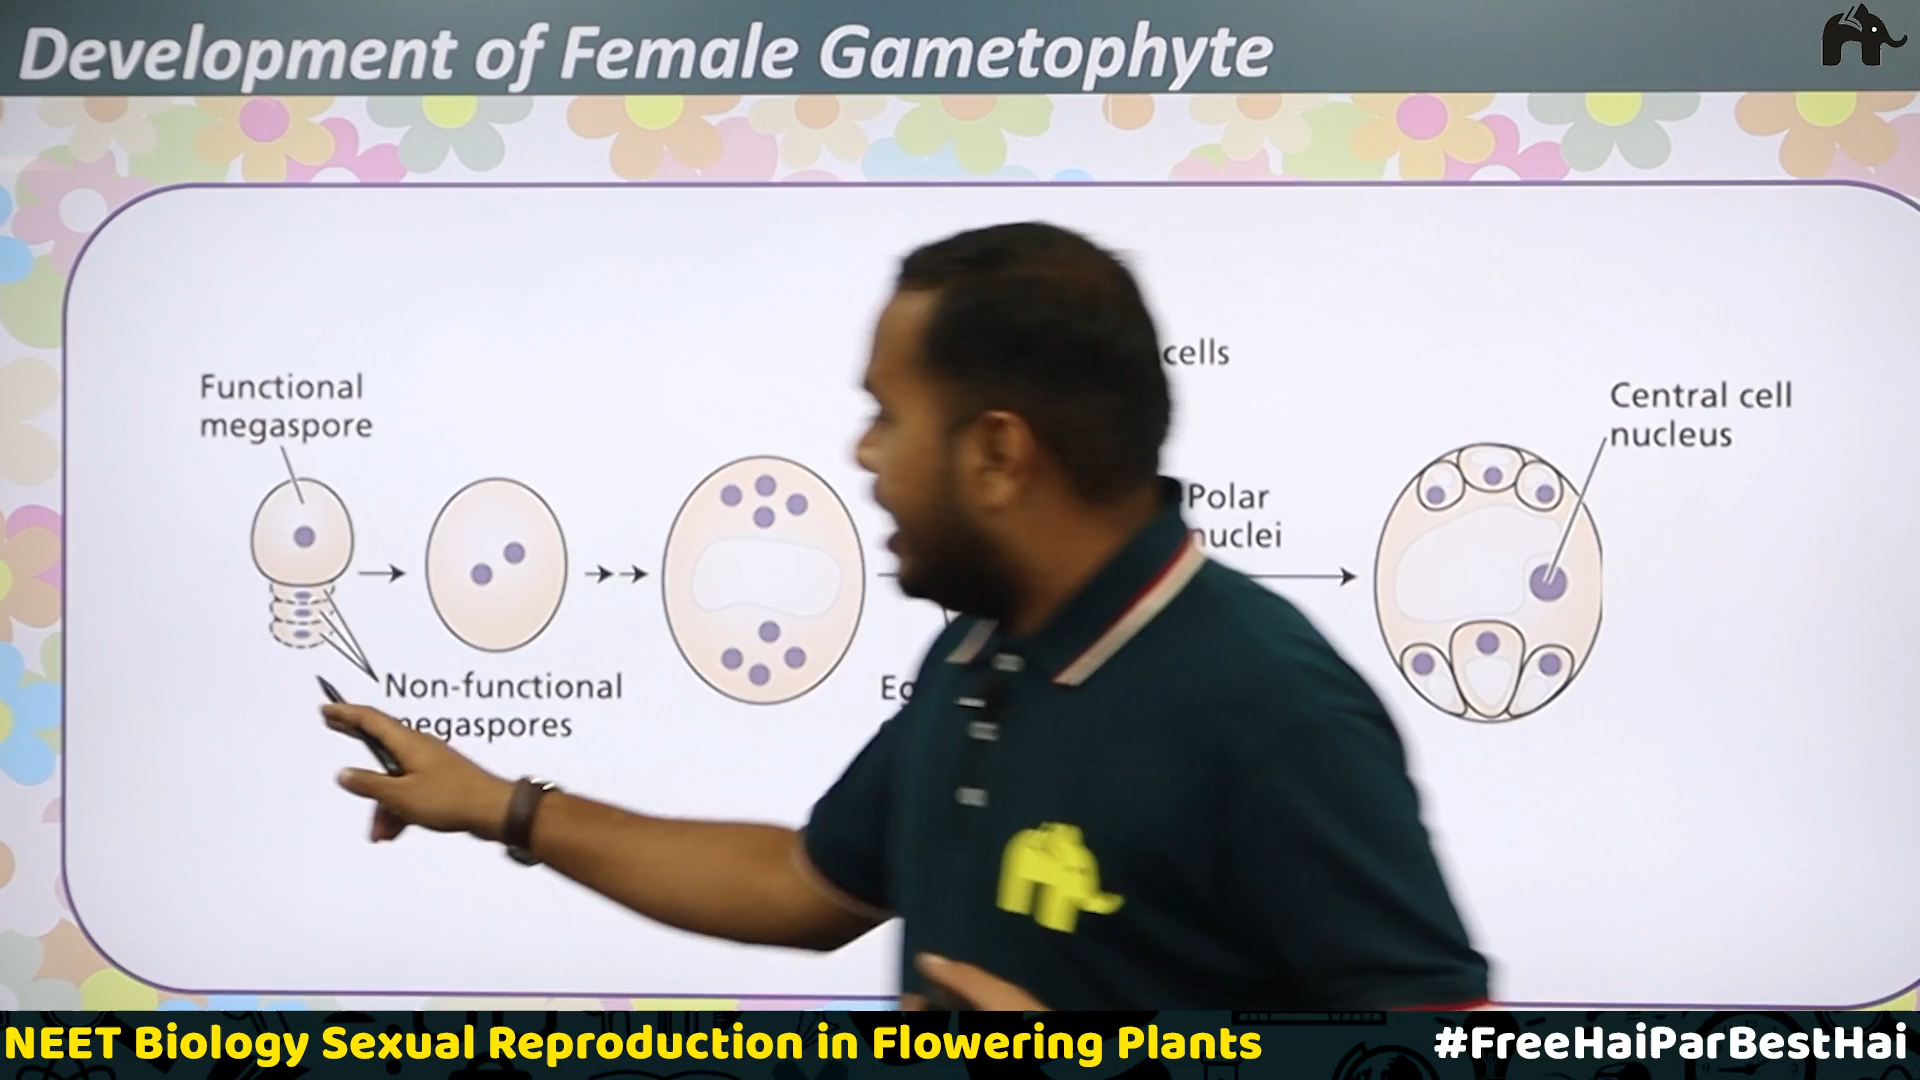 Development of Female Gametophyte
cells
Functional
megaspore
Central cell
nucleus
Polar
nuclei
Non-functional
megaspores
NEET Biology Sexual Reproduction in Flowering Plants
#FreeHaiParBestHai